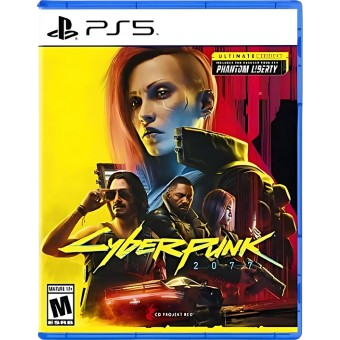 PS5
ULTIMATE EDITION
PHANTOM LIBERTY
CYBERPUNK
2077
MATURE 17+
M
ESRB
CD PROJEKT RED